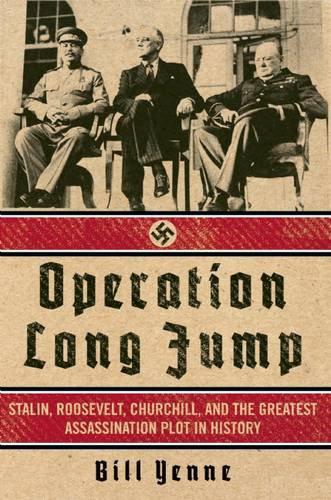 Operation
Long Jump
STALIN, ROOSEVELT, CHURCHILL, AND THE GREATEST
ASSASSINATION PLOT IN HISTORY
Bill Yenne